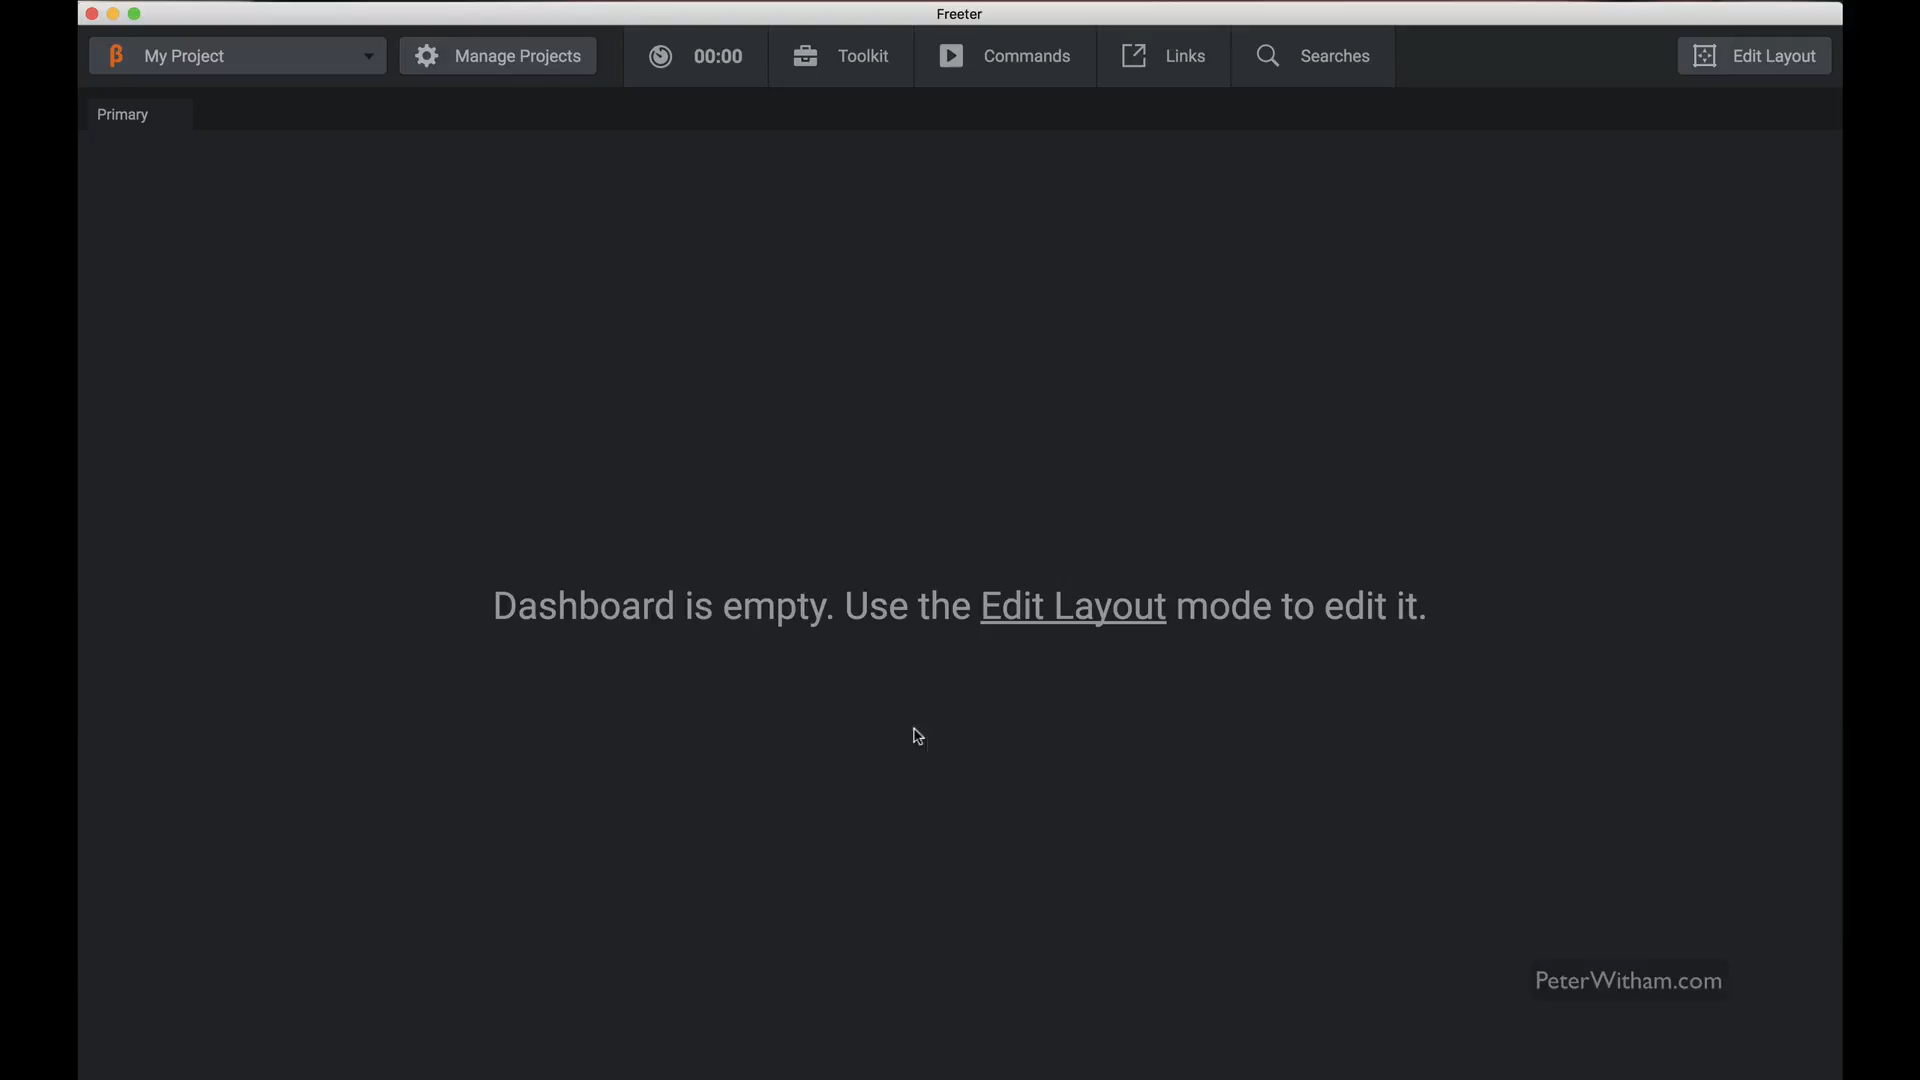 Freeter
β My Project
Manage Projects
00:00
Toolkit
Commands
Links
Searches
Edit Layout
Primary
Dashboard is empty. Use the Edit Layout mode to edit it.
PeterWitham.com